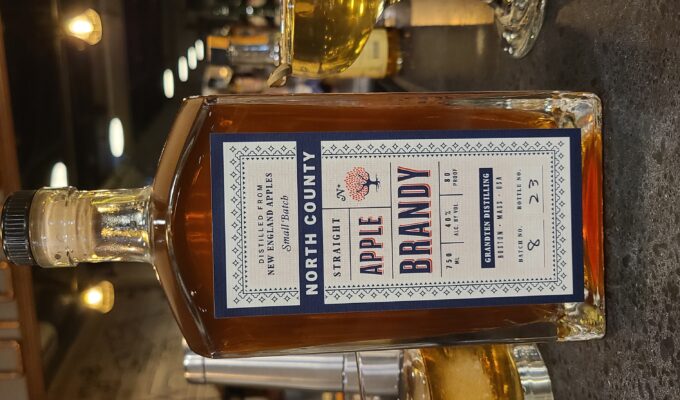 DISTILLED FROM
NEW ENGLAND APPLES
Small Batch
NORTH COUNTY
STRAIGHT
APPLE
BRANDY
750 ML
40% ALC. BY VOL.
80 PROOF
GRANDTEN DISTILLING
BOSTON · MASS · USA
BATCH NO. 8
BOTTLE NO. 23